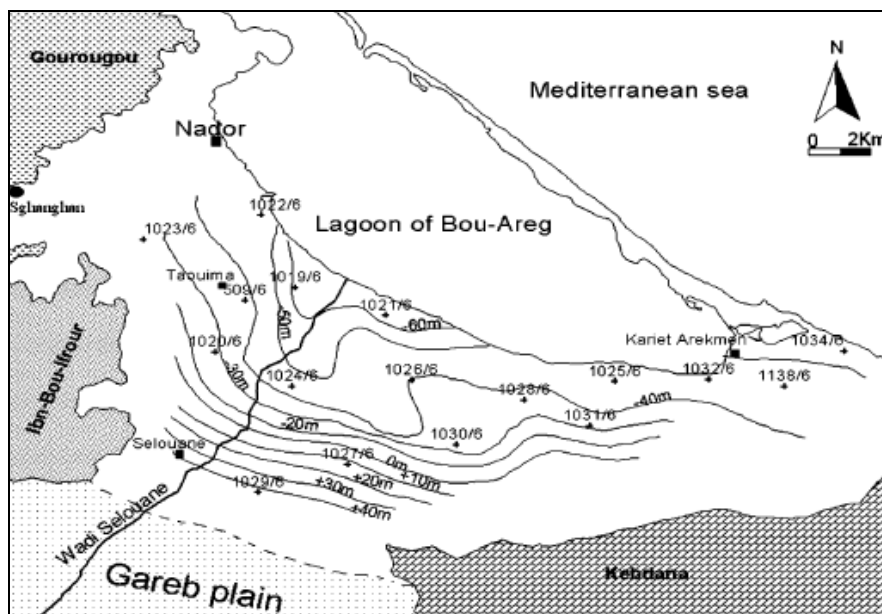 Gourougou
N
Mediterranean sea
Nador
0 2Km
Sghanghan
1022/6
Lagoon of Bou-Areg
1023/6
Taouima
1019/6
509/6
1021/6
-50m
-60m
Kariet Arekman
1034/6
1020/6
-30m
1024/6
1026/6
1025/6
1032/6
1138/6
1028/6
-40m
Ibn-Bou-Ifrour
-20m
1031/6
1030/6
Selouane
1027/6
0m
+10m
+20m
1029/6
+30m
+40m
Wadi Selouane
Gareb plain
Kebdana